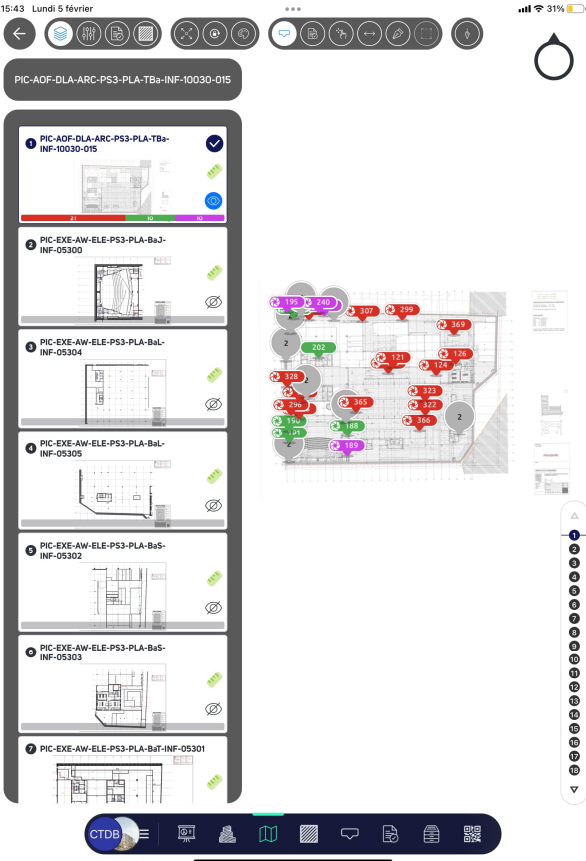 15:43 Lundi 5 février
31%
PIC-AOF-DLA-ARC-PS3-PLA-TBa-INF-10030-015
1 PIC-AOF-DLA-ARC-PS3-PLA-TBa-
INF-10030-015
21 10 10
2 PIC-EXE-AW-ELE-PS3-PLA-BaJ-
INF-05300
3 PIC-EXE-AW-ELE-PS3-PLA-BaL-
INF-05304
4 PIC-EXE-AW-ELE-PS3-PLA-BaL-
INF-05305
5 PIC-EXE-AW-ELE-PS3-PLA-BaS-
INF-05302
6 PIC-EXE-AW-ELE-PS3-PLA-BaS-
INF-05303
7 PIC-EXE-AW-ELE-PS3-PLA-BaT-INF-05301
195 240
307 299
2
369
2
202
121 126
124
328
2
323
296 365 322
190 188 366 2
191
2 189
1
2
3
4
5
6
7
8
9
10
11
12
13
14
15
16
17
18
CTDB